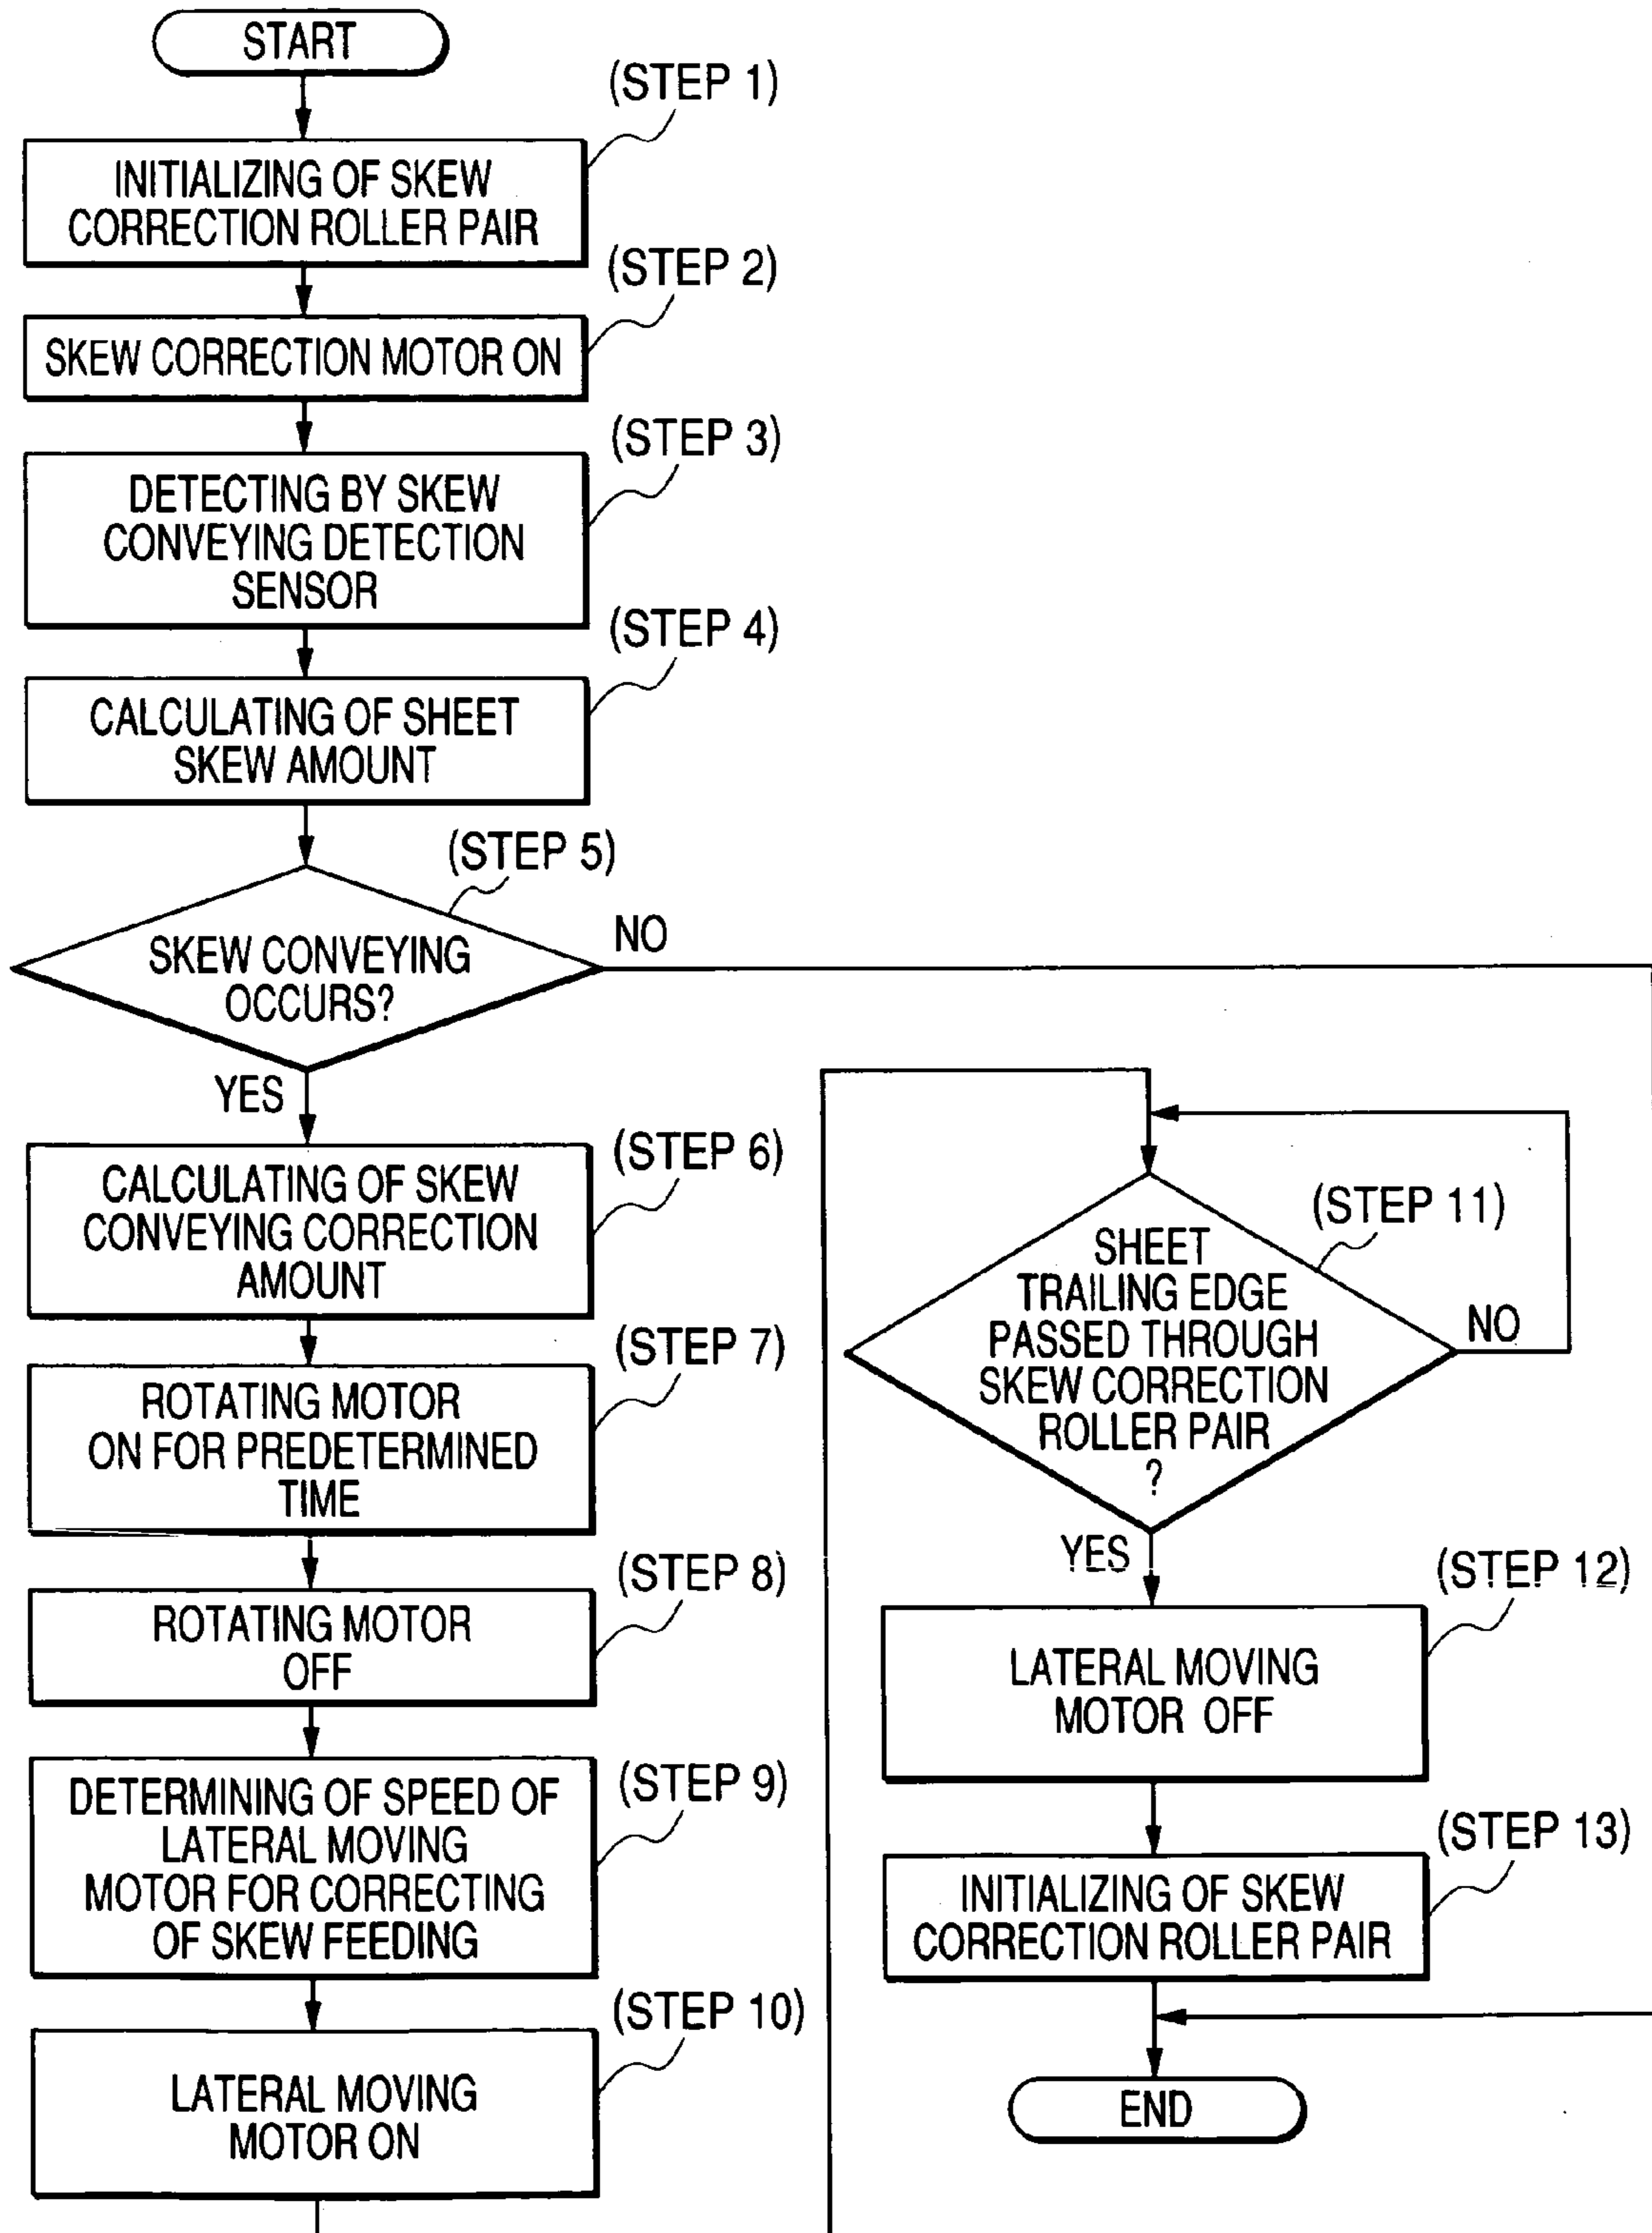 START
(STEP 1)
INITIALIZING OF SKEW
CORRECTION ROLLER PAIR
(STEP 2)
SKEW CORRECTION MOTOR ON
(STEP 3)
DETECTING BY SKEW
CONVEYING DETECTION
SENSOR
(STEP 4)
CALCULATING OF SHEET
SKEW AMOUNT
(STEP 5)
SKEW CONVEYING
OCCURS?
NO
YES
(STEP 6)
CALCULATING OF SKEW
CONVEYING CORRECTION
AMOUNT
(STEP 7)
ROTATING MOTOR
ON FOR PREDETERMINED
TIME
(STEP 8)
ROTATING MOTOR
OFF
(STEP 9)
DETERMINING OF SPEED OF
LATERAL MOVING
MOTOR FOR CORRECTING
OF SKEW FEEDING
(STEP 10)
LATERAL MOVING
MOTOR ON
(STEP 11)
SHEET
TRAILING EDGE
PASSED THROUGH
SKEW CORRECTION
ROLLER PAIR
?
NO
YES
(STEP 12)
LATERAL MOVING
MOTOR OFF
(STEP 13)
INITIALIZING OF SKEW
CORRECTION ROLLER PAIR
END